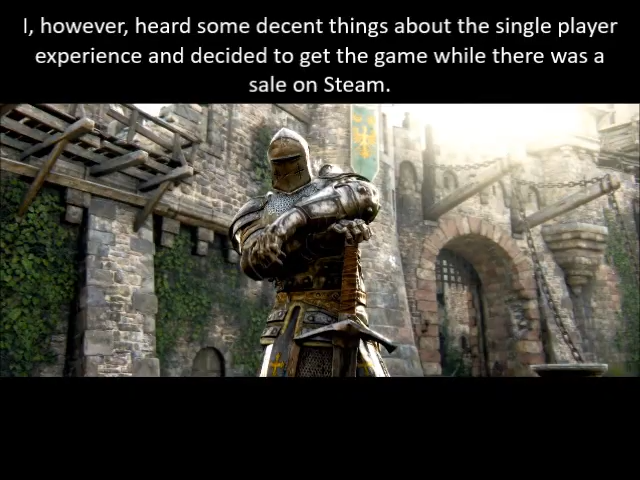 I, however, heard some decent things about the single player
experience and decided to get the game while there was a
sale on Steam.